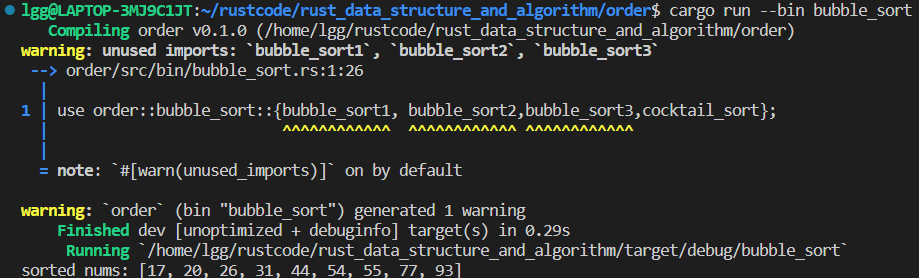 lgg@LAPTOP-3MJ9C1JT:~/rustcode/rust_data_structure_and_algorithm/order$ cargo run --bin bubble_sort
   Compiling order v0.1.0 (/home/lgg/rustcode/rust_data_structure_and_algorithm/order)
warning: unused imports: `bubble_sort1`, `bubble_sort2`, `bubble_sort3`
 --> order/src/bin/bubble_sort.rs:1:26
  |
1 | use order::bubble_sort::{bubble_sort1, bubble_sort2,bubble_sort3,cocktail_sort};
  |                          ^^^^^^^^^^^^  ^^^^^^^^^^^^ ^^^^^^^^^^^^
  |
  = note: `#[warn(unused_imports)]` on by default
warning: `order` (bin "bubble_sort") generated 1 warning
    Finished dev [unoptimized + debuginfo] target(s) in 0.29s
     Running `/home/lgg/rustcode/rust_data_structure_and_algorithm/target/debug/bubble_sort`
sorted nums: [17, 20, 26, 31, 44, 54, 55, 77, 93]